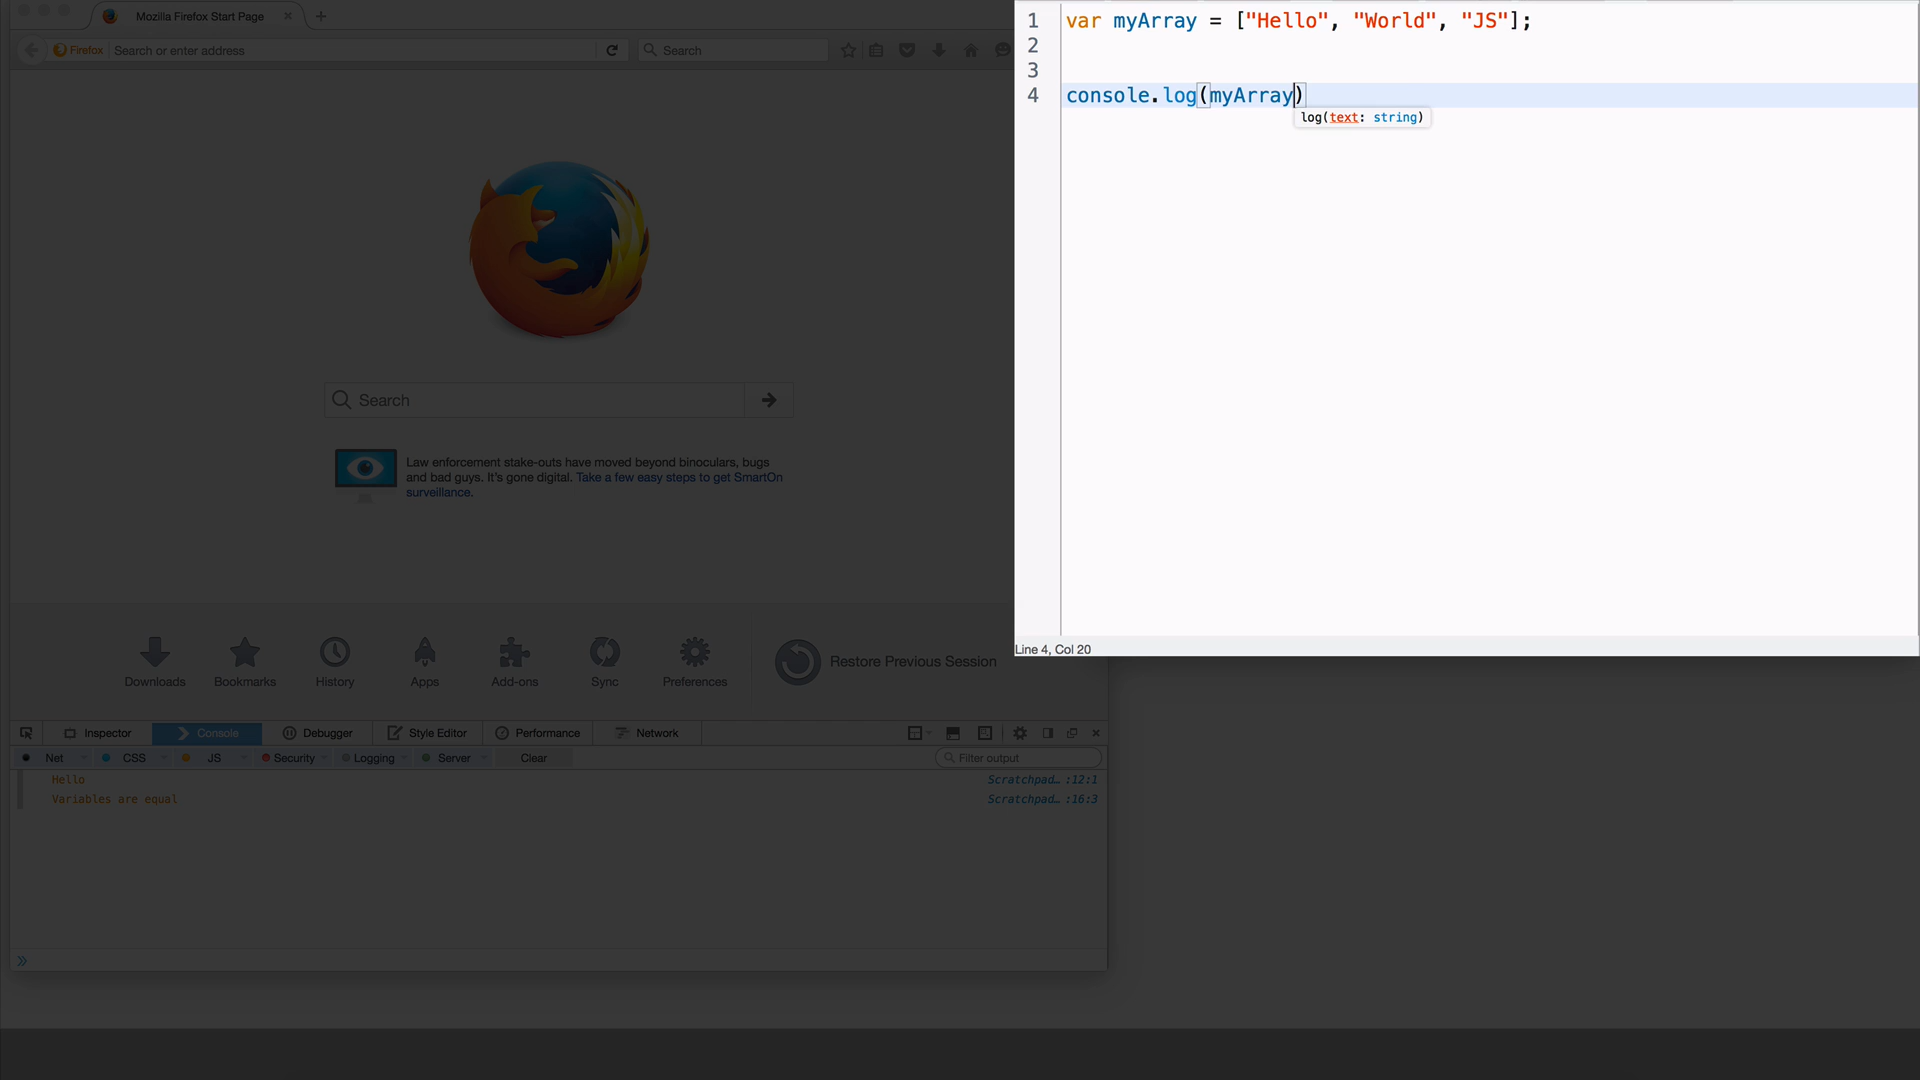 Mozilla Firefox Start Page
Firefox Search or enter address
Search
Search
Law enforcement stake-outs have moved beyond binoculars, bugs
and bad guys. It's gone digital. Take a few easy steps to get SmartOn
surveillance.
Downloads Bookmarks History Apps Add-ons Sync Preferences Restore Previous Session
Inspector Console Debugger Style Editor Performance Network
Net CSS JS Security Logging Server Clear Filter output
Hello Scratchpad… :12:1
Variables are equal Scratchpad… :16:3
»
1 var myArray = ["Hello", "World", "JS"];
2
3
4 console.log(myArray)
log(text: string)
Line 4, Col 20